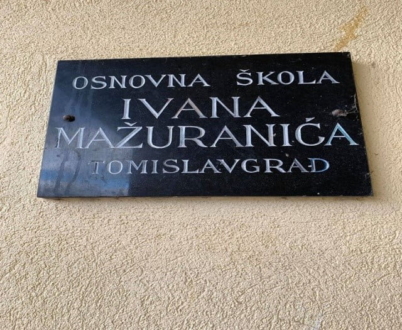 OSNOVNA ŠKOLA
IVANA
MAŽURANIĆA
TOMISLAVGRAD